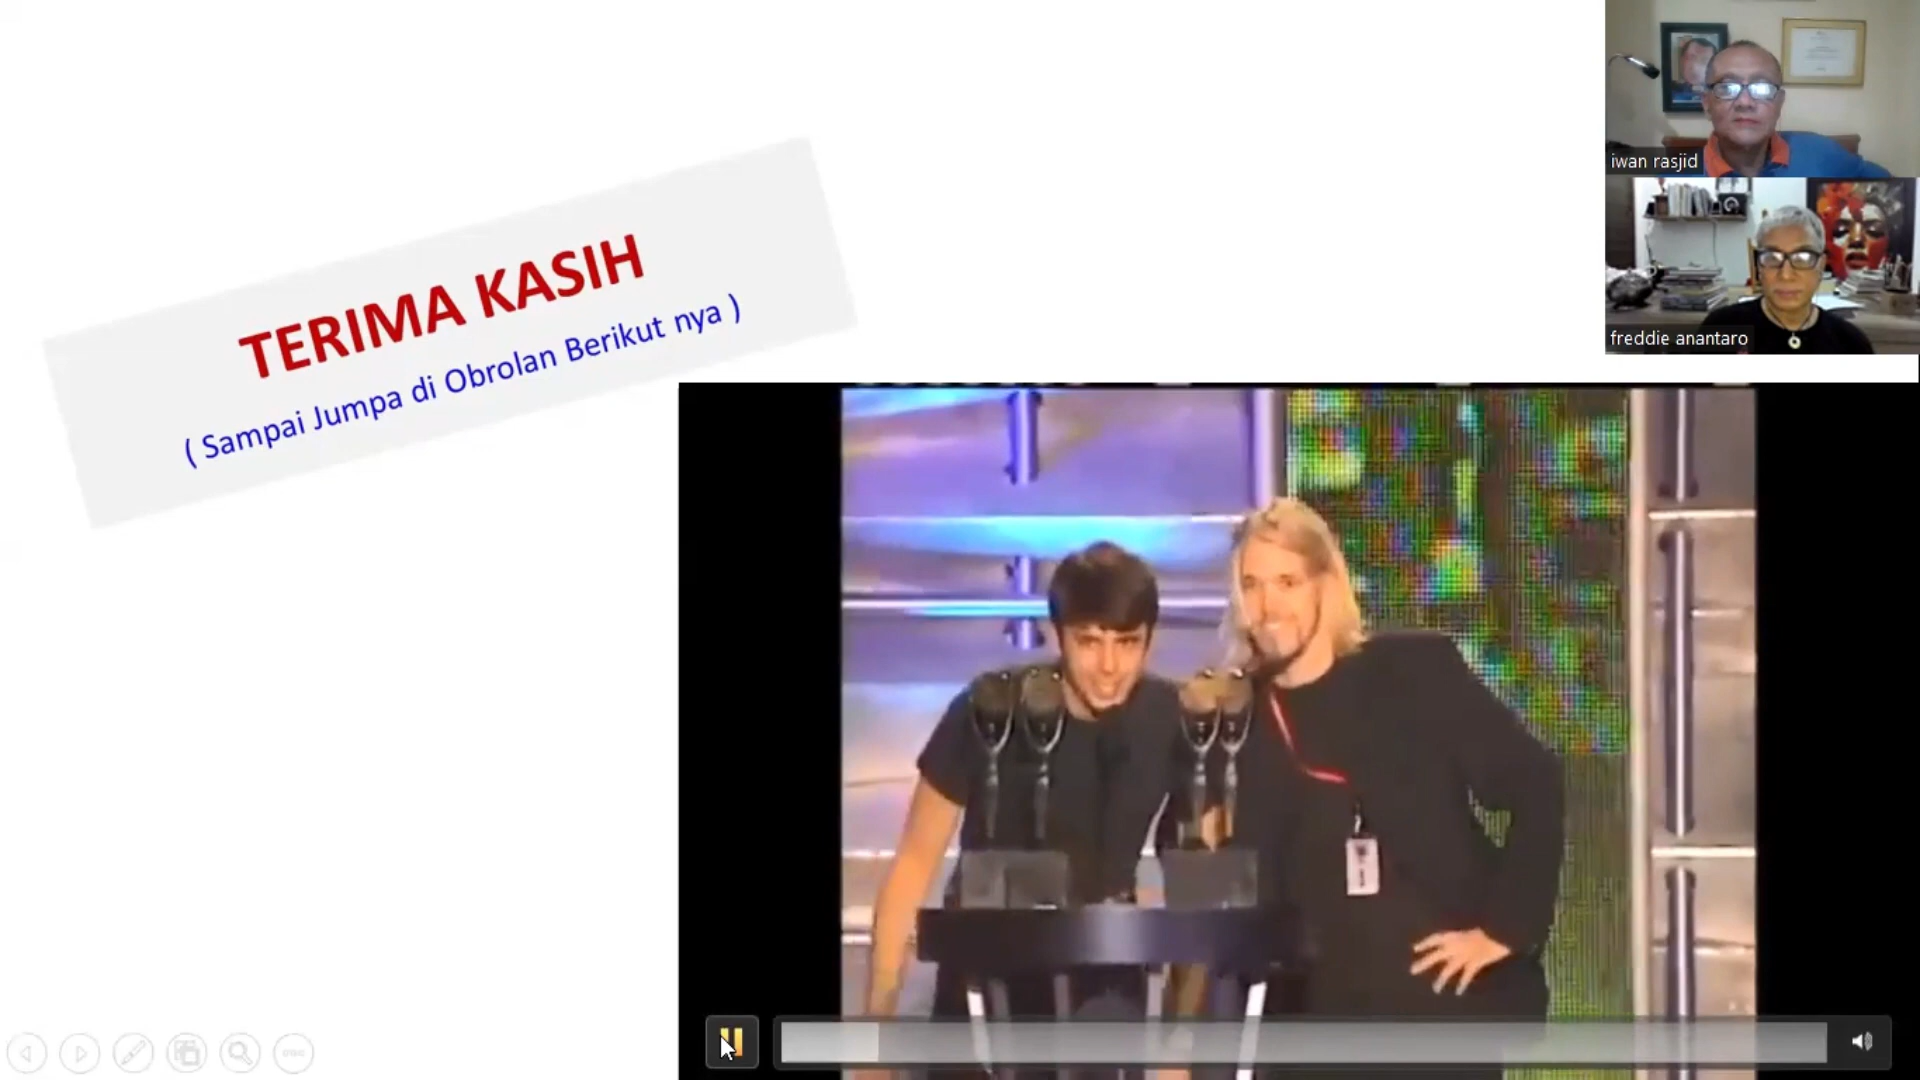 TERIMA KASIH
( Sampai Jumpa di Obrolan Berikut nya )
iwan rasjid
freddie anantaro